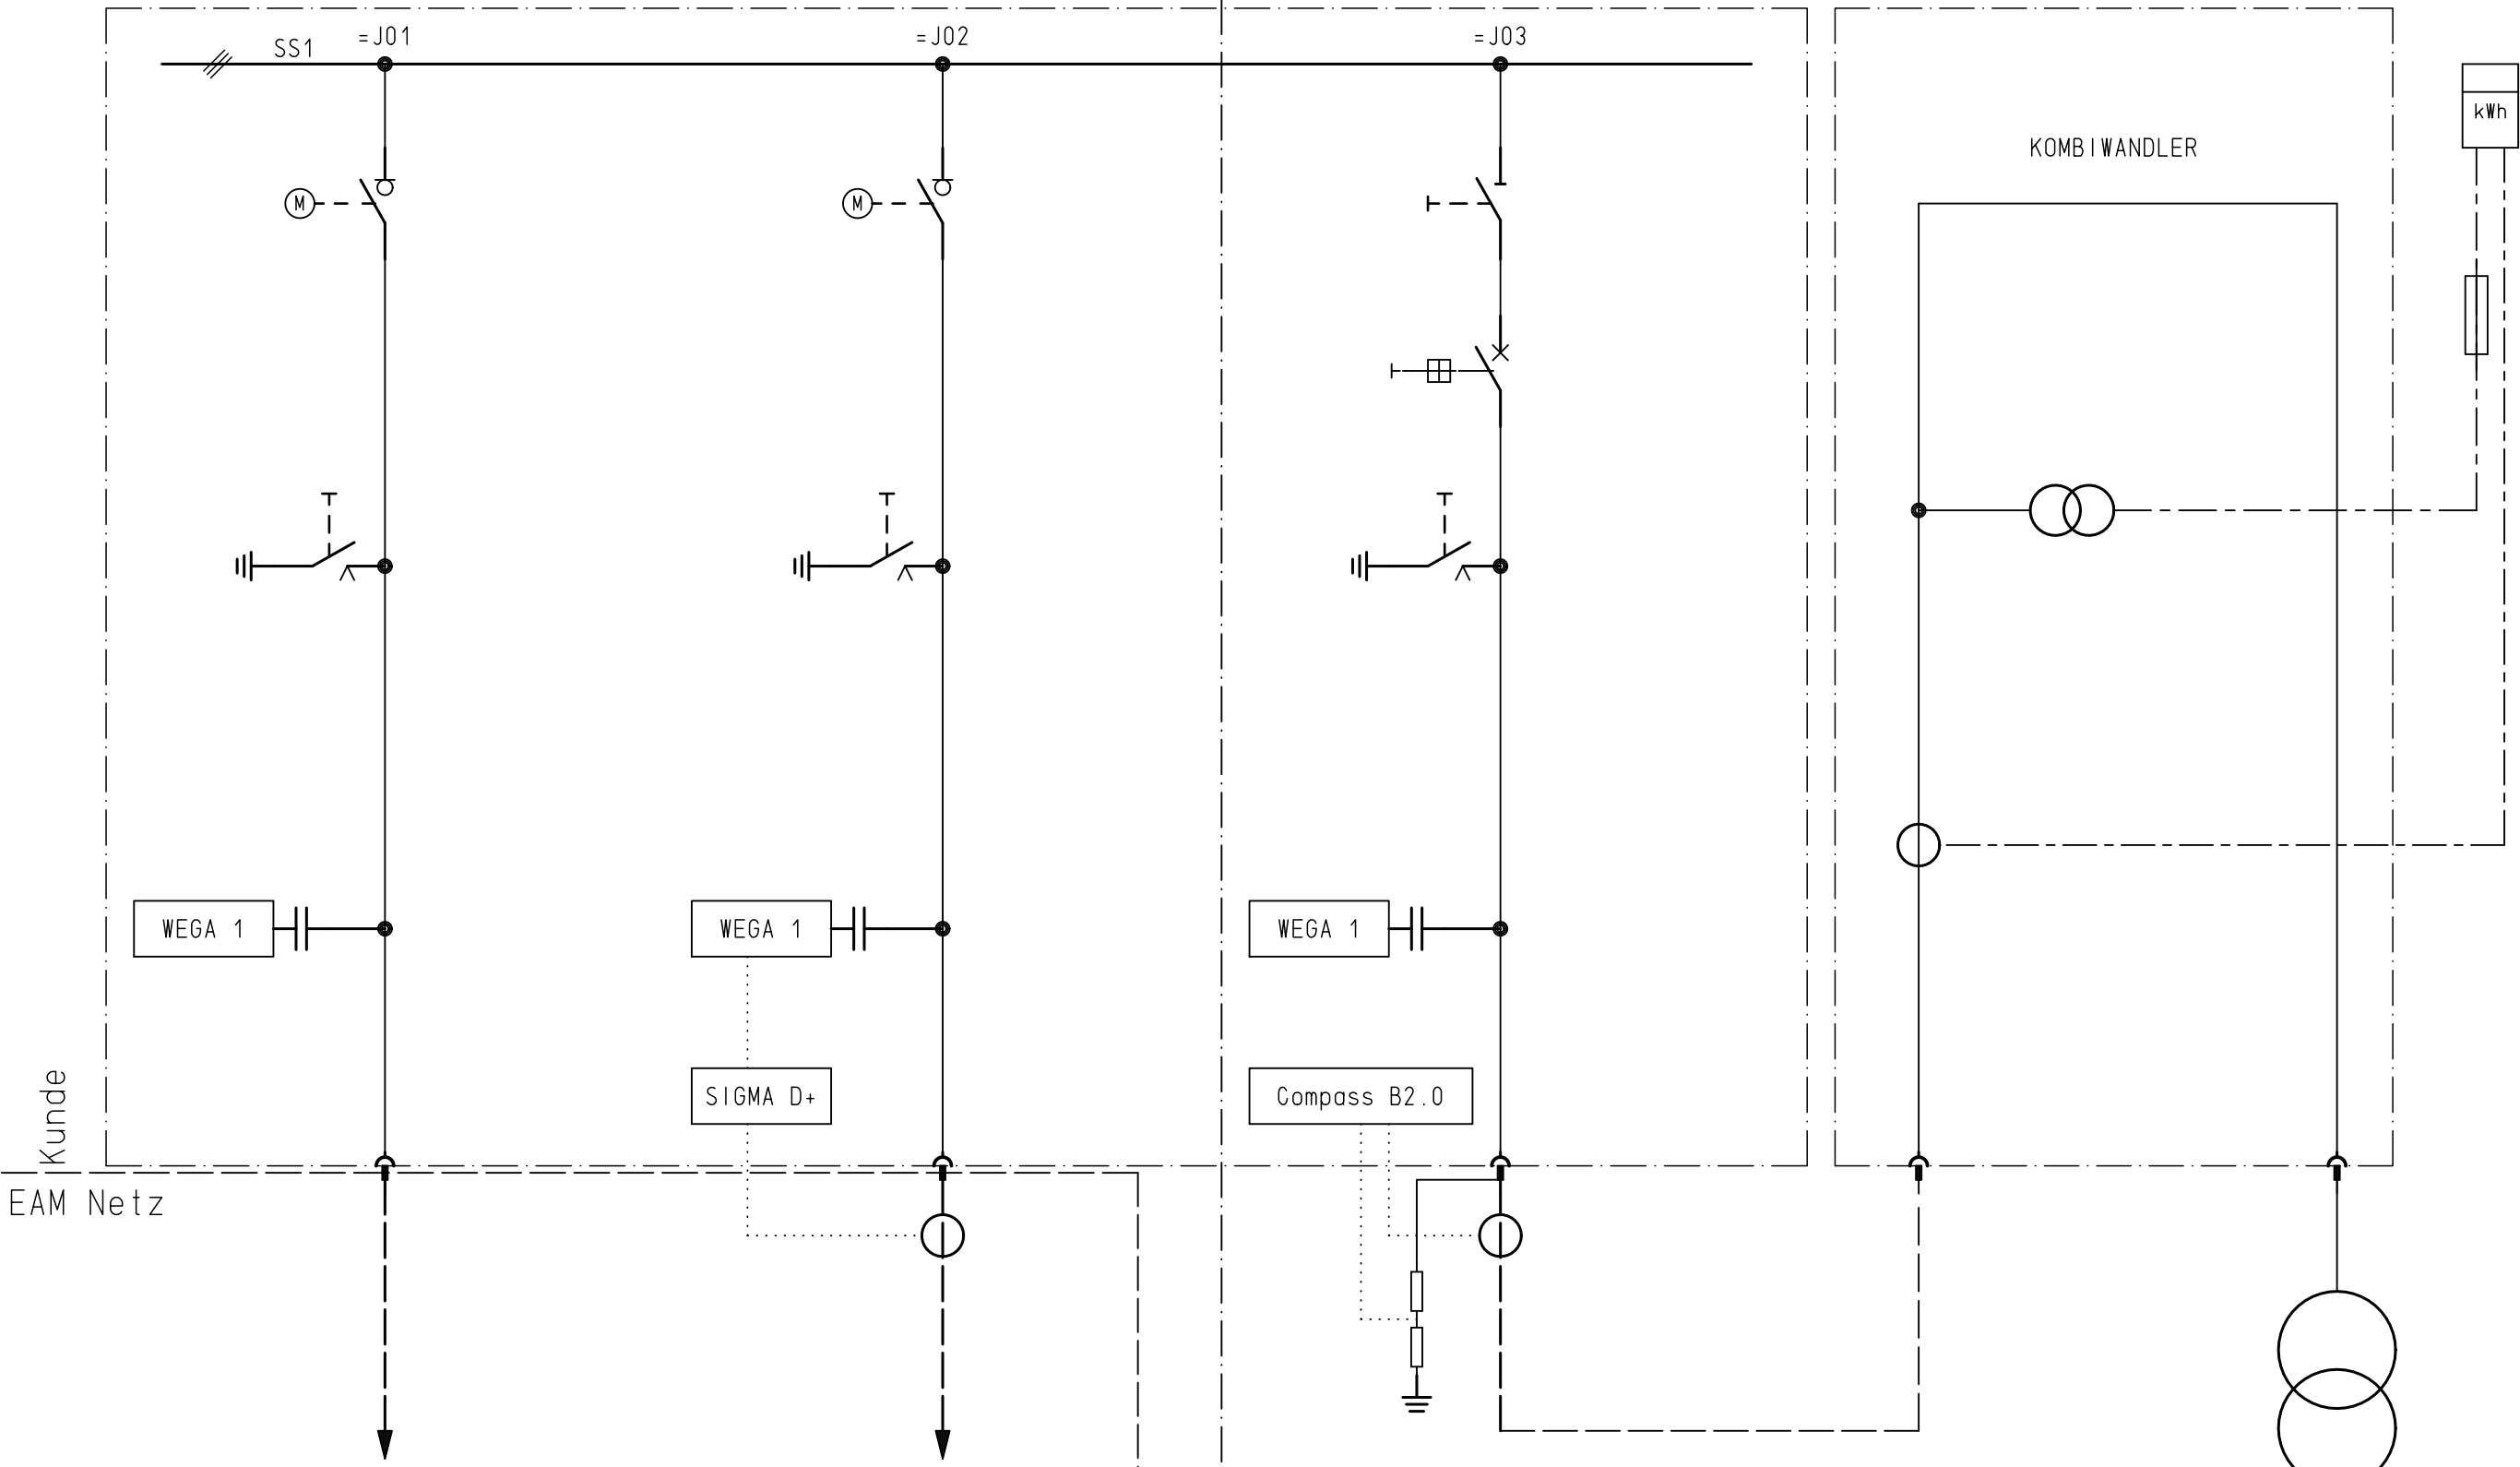 SS1
=J01
=J02
=J03
kWh
KOMBIWANDLER
M
M
WEGA 1
WEGA 1
WEGA 1
SIGMA D+
Compass B2.0
Kunde
EAM Netz